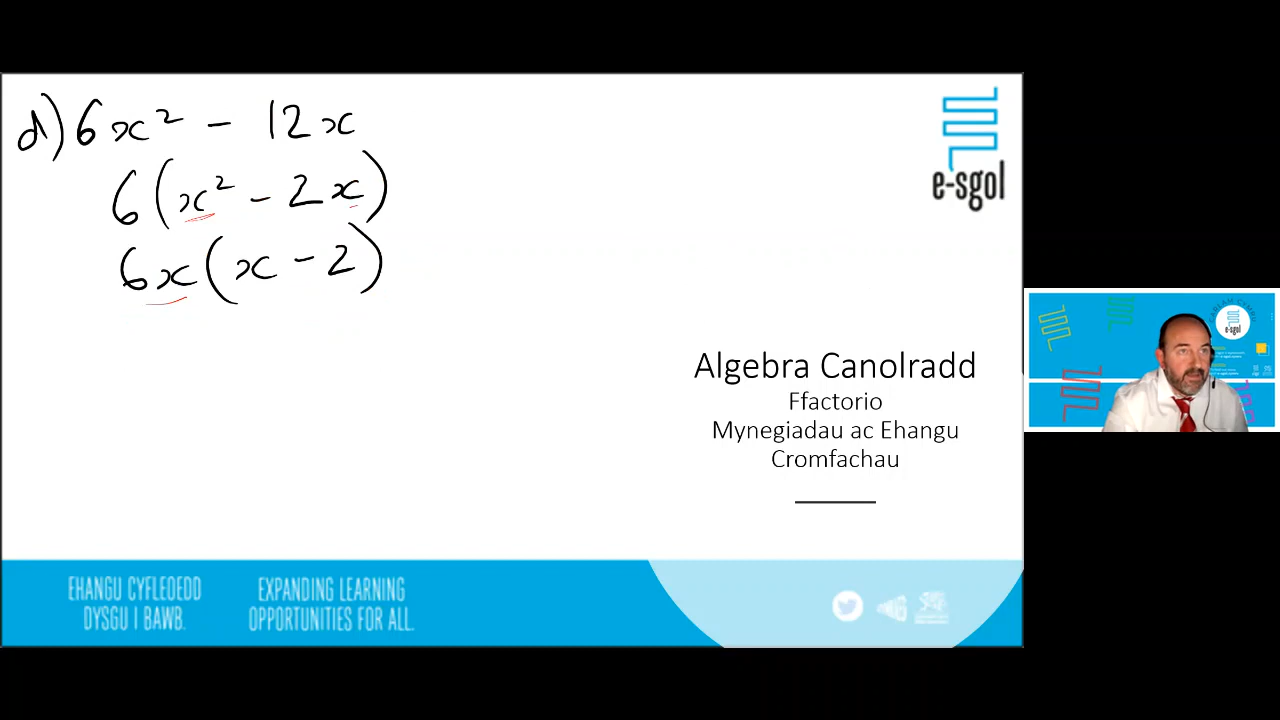 d) 6x² - 12x
6(x² - 2x)
6x(x - 2)
e-sgol
Algebra Canolradd
Ffactorio
Mynegiadau ac Ehangu
Cromfachau
EHANGU CYFLEOEDD
DYSGU I BAWB.
EXPANDING LEARNING
OPPORTUNITIES FOR ALL.
e-sgol